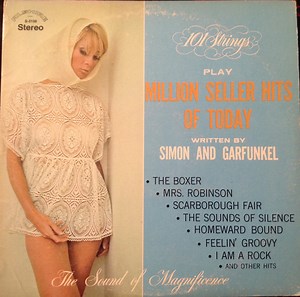 Stereo
101 Strings
PLAY
MILLION SELLER HITS
OF TODAY
WRITTEN BY
SIMON AND GARFUNKEL
• THE BOXER
• MRS. ROBINSON
• SCARBOROUGH FAIR
• THE SOUNDS OF SILENCE
• HOMEWARD BOUND
• FEELIN' GROOVY
• I AM A ROCK
• AND OTHER HITS
The Sound of Magnificence